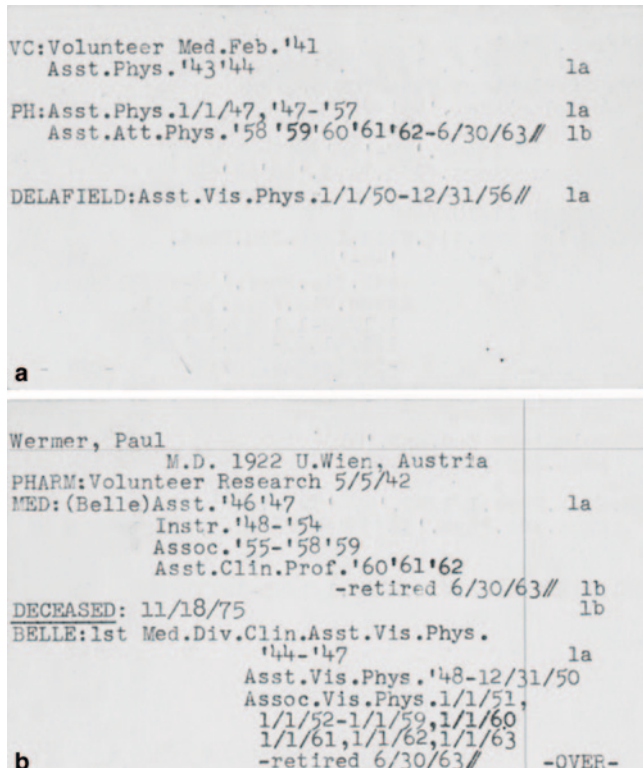 VC:Volunteer Med.Feb.'41
Asst.Phys.'43'44 1a
PH:Asst.Phys.1/1/47,'47-'57 1a
Asst.Att.Phys.'58 '59'60'61'62-6/30/63// 1b
DELAFIELD:Asst.Vis.Phys.1/1/50-12/31/56// 1a
a
Wermer, Paul
M.D. 1922 U.Wien, Austria
PHARM:Volunteer Research 5/5/42
MED:(Belle)Asst.'46'47 1a
Instr.'48-'54
Assoc.'55-'58'59
Asst.Clin.Prof.'60'61'62
-retired 6/30/63// 1b
DECEASED: 11/18/75 1b
BELLE:1st Med.Div.Clin.Asst.Vis.Phys.
'44-'47 1a
Asst.Vis.Phys.'48-12/31/50
Assoc.Vis.Phys.1/1/51,
1/1/52-1/1/59,1/1/60
1/1/61,1/1/62,1/1/63
-retired 6/30/63// -OVER-
b